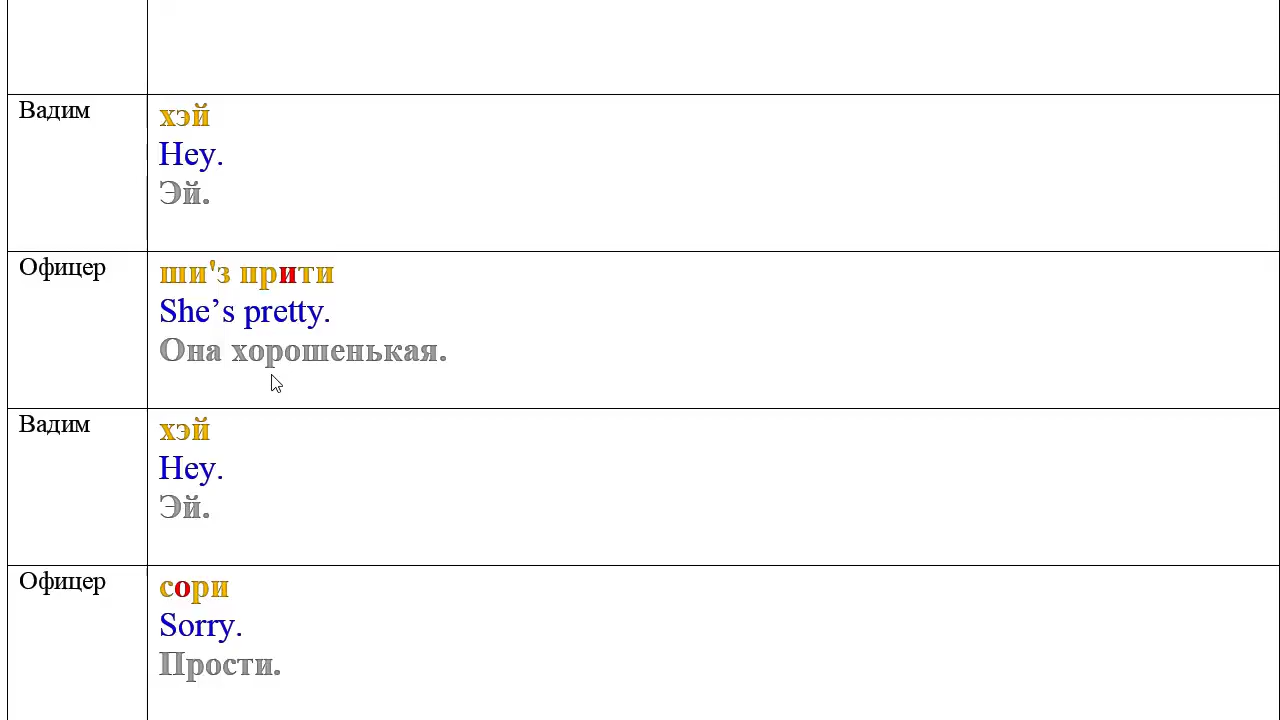 Вадим
хэй
Hey.
Эй.
Офицер
ши'з прити
She’s pretty.
Она хорошенькая.
Вадим
хэй
Hey.
Эй.
Офицер
сори
Sorry.
Прости.